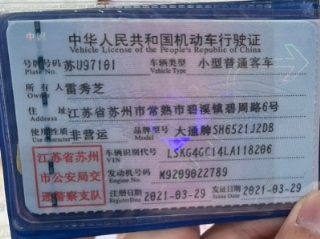 中华人民共和国机动车行驶证
Vehicle License of the People's Republic of China
号牌号码 苏U97101 车辆类型 小型普通客车
Plate No. Vehicle Type
所有人 雷秀芝
Owner
住址 江苏省苏州市常熟市碧溪镇碧周路6号
Address
使用性质 非营运 品牌型号 大通牌SH6521J2DB
Use Character Model
江苏省苏州市公安局交通警察支队
车辆识别代号 LSKG4GC14LA118206
VIN
发动机号码 M9209022789
Engine No.
注册日期 2021-03-29 发证日期 2021-03-29
Register Date Issue Date